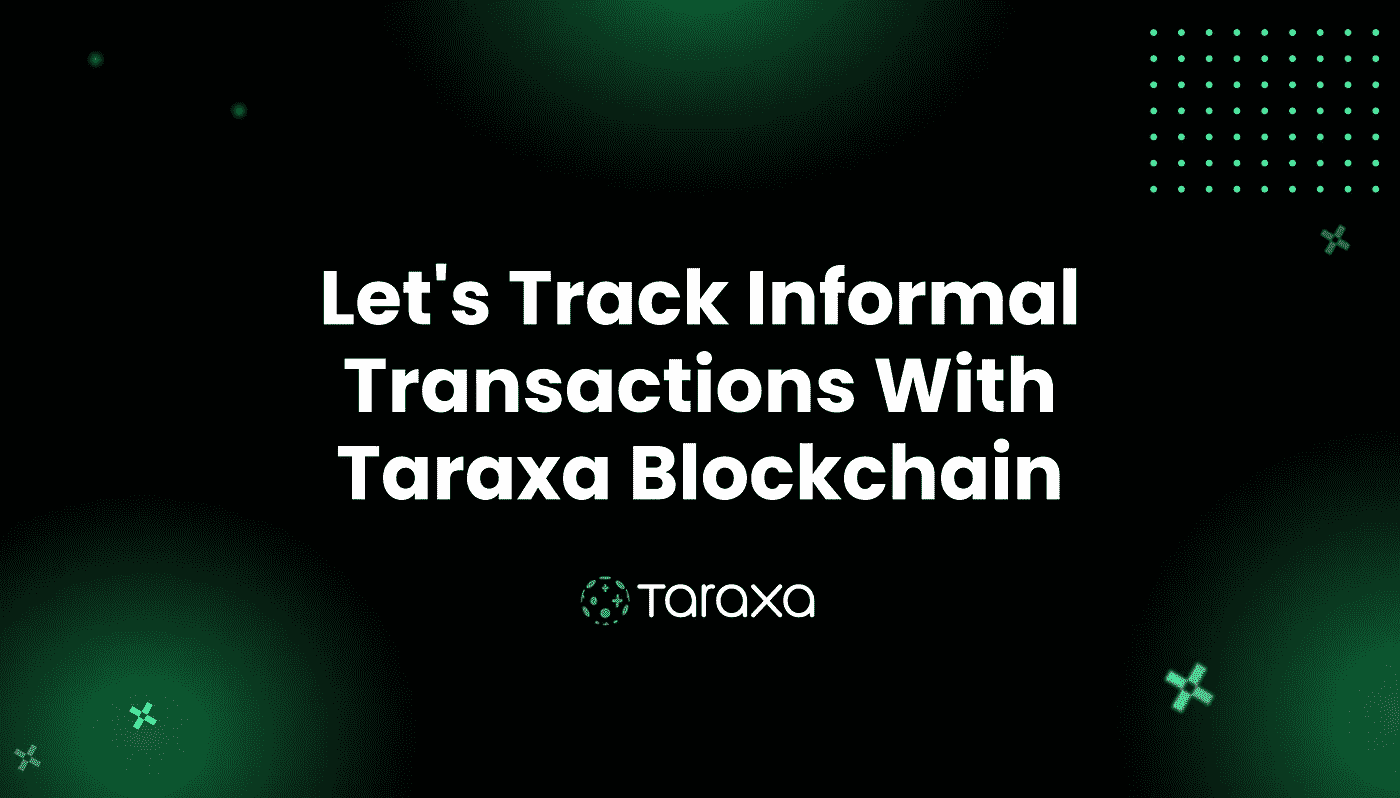 Let's Track Informal
Transactions With
Taraxa Blockchain
Taraxa